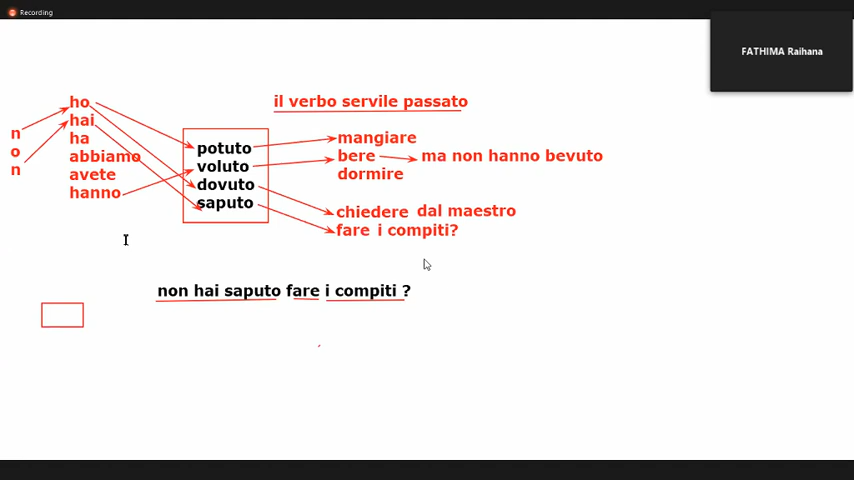 Recording
FATHIMA Raihana
il verbo servile passato
non
ho
hai
ha
abbiamo
avete
hanno
potuto
voluto
dovuto
saputo
mangiare
bere ma non hanno bevuto
dormire
chiedere dal maestro
fare i compiti?
non hai saputo fare i compiti ?